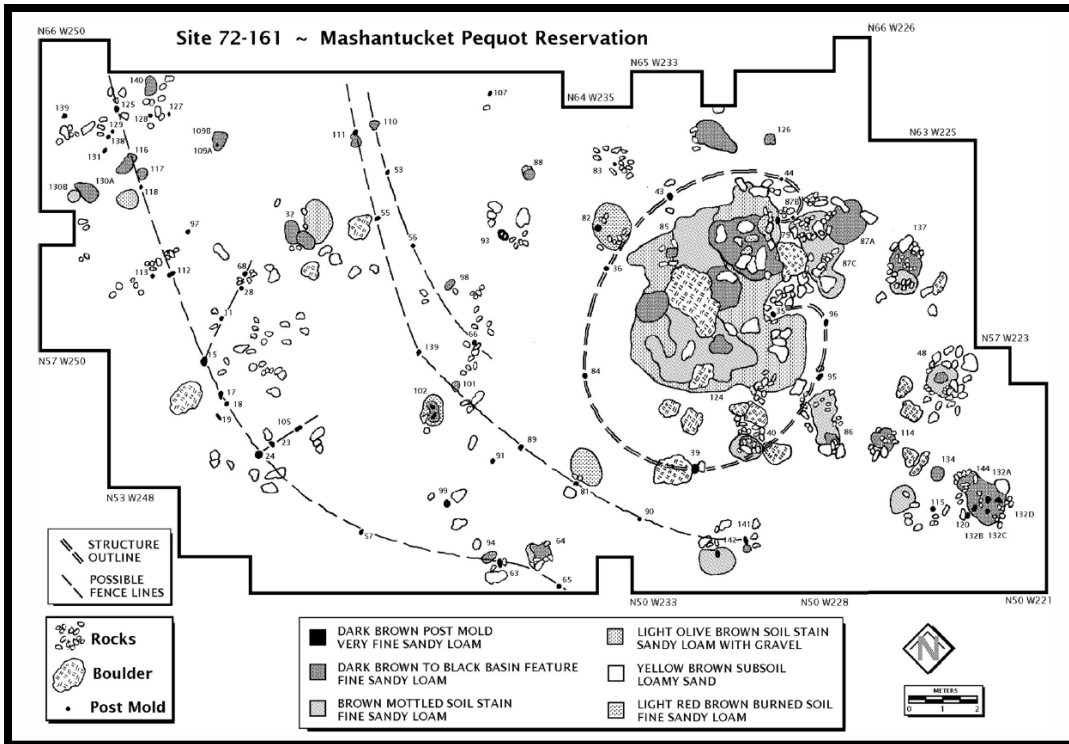 N66 W250
Site 72-161 ~ Mashantucket Pequot Reservation
N66 W226
N65 W233
N64 W235
N63 W225
N57 W223
N57 W250
N53 W248
N50 W233
N50 W228
N50 W221
140
125
139
128
127
129
138
131
116
117
130B
130A
118
109B
109A
107
111
110
53
55
56
88
83
126
44
43
87B
79
87A
87C
85
82
36
137
32
93
97
113
112
68
28
98
11
15
66
139
35
96
95
84
124
48
17
18
19
101
102
105
23
24
89
91
40
39
86
114
134
144
132A
132D
115
120
132B
132C
99
81
90
141
142
57
94
64
63
65
STRUCTURE
OUTLINE
POSSIBLE
FENCE LINES
Rocks
Boulder
Post Mold
DARK BROWN POST MOLD
VERY FINE SANDY LOAM
DARK BROWN TO BLACK BASIN FEATURE
FINE SANDY LOAM
BROWN MOTTLED SOIL STAIN
FINE SANDY LOAM
LIGHT OLIVE BROWN SOIL STAIN
SANDY LOAM WITH GRAVEL
YELLOW BROWN SUBSOIL
LOAMY SAND
LIGHT RED BROWN BURNED SOIL
FINE SANDY LOAM
N
METERS
0 1 2